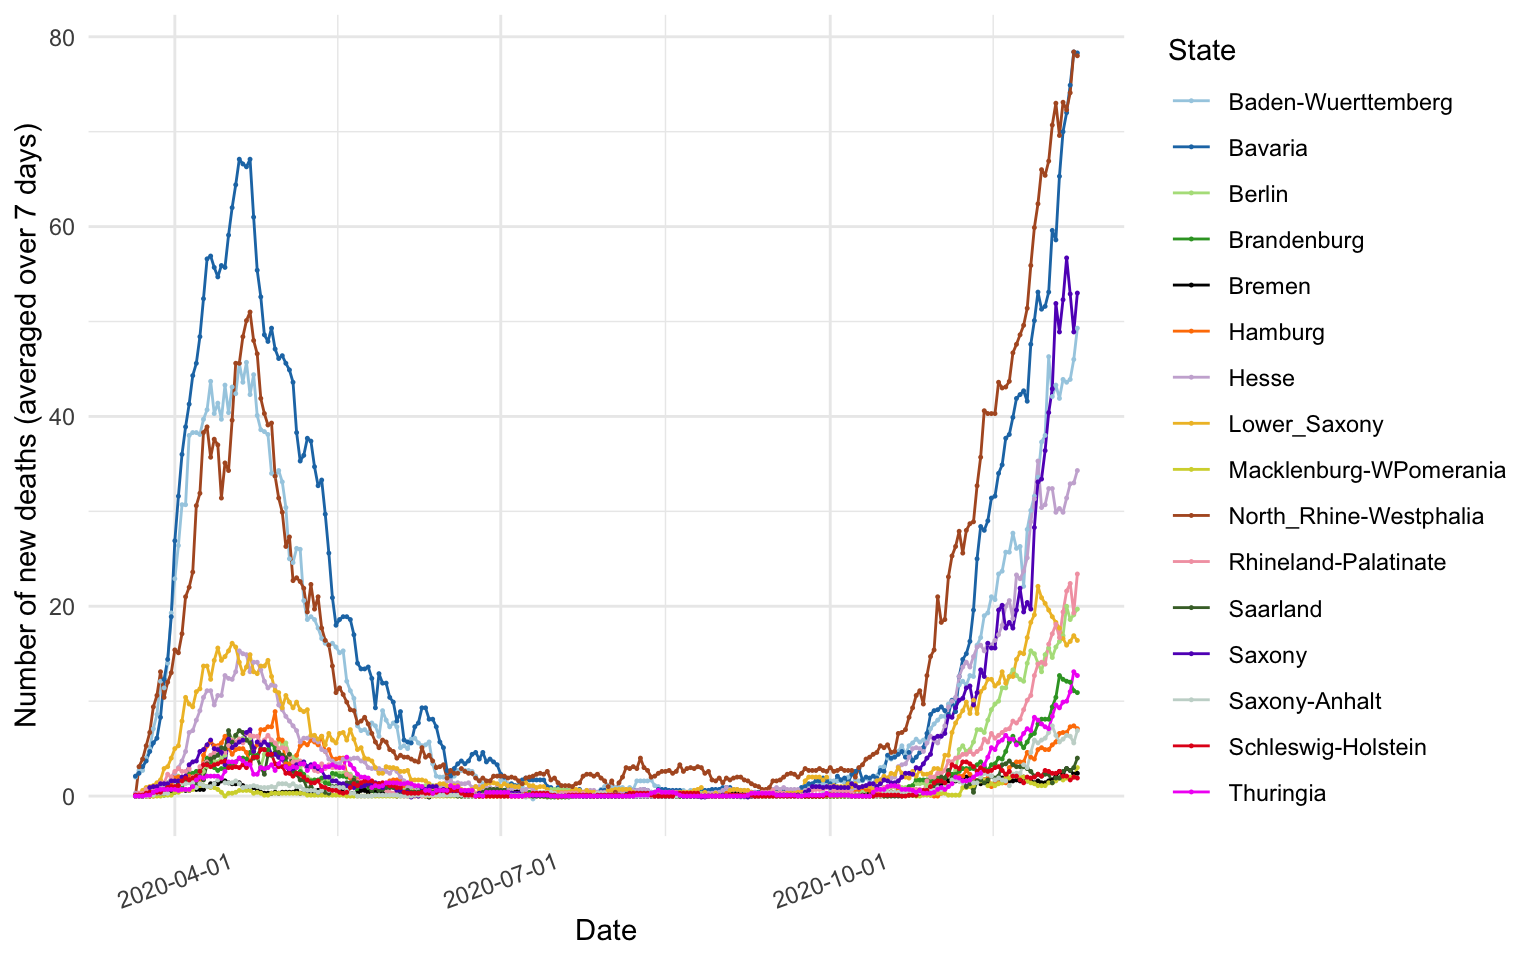 80
60
40
20
0
Number of new deaths (averaged over 7 days)
2020-04-01
2020-07-01
2020-10-01
Date
State
Baden-Wuerttemberg
Bavaria
Berlin
Brandenburg
Bremen
Hamburg
Hesse
Lower_Saxony
Macklenburg-WPomerania
North_Rhine-Westphalia
Rhineland-Palatinate
Saarland
Saxony
Saxony-Anhalt
Schleswig-Holstein
Thuringia